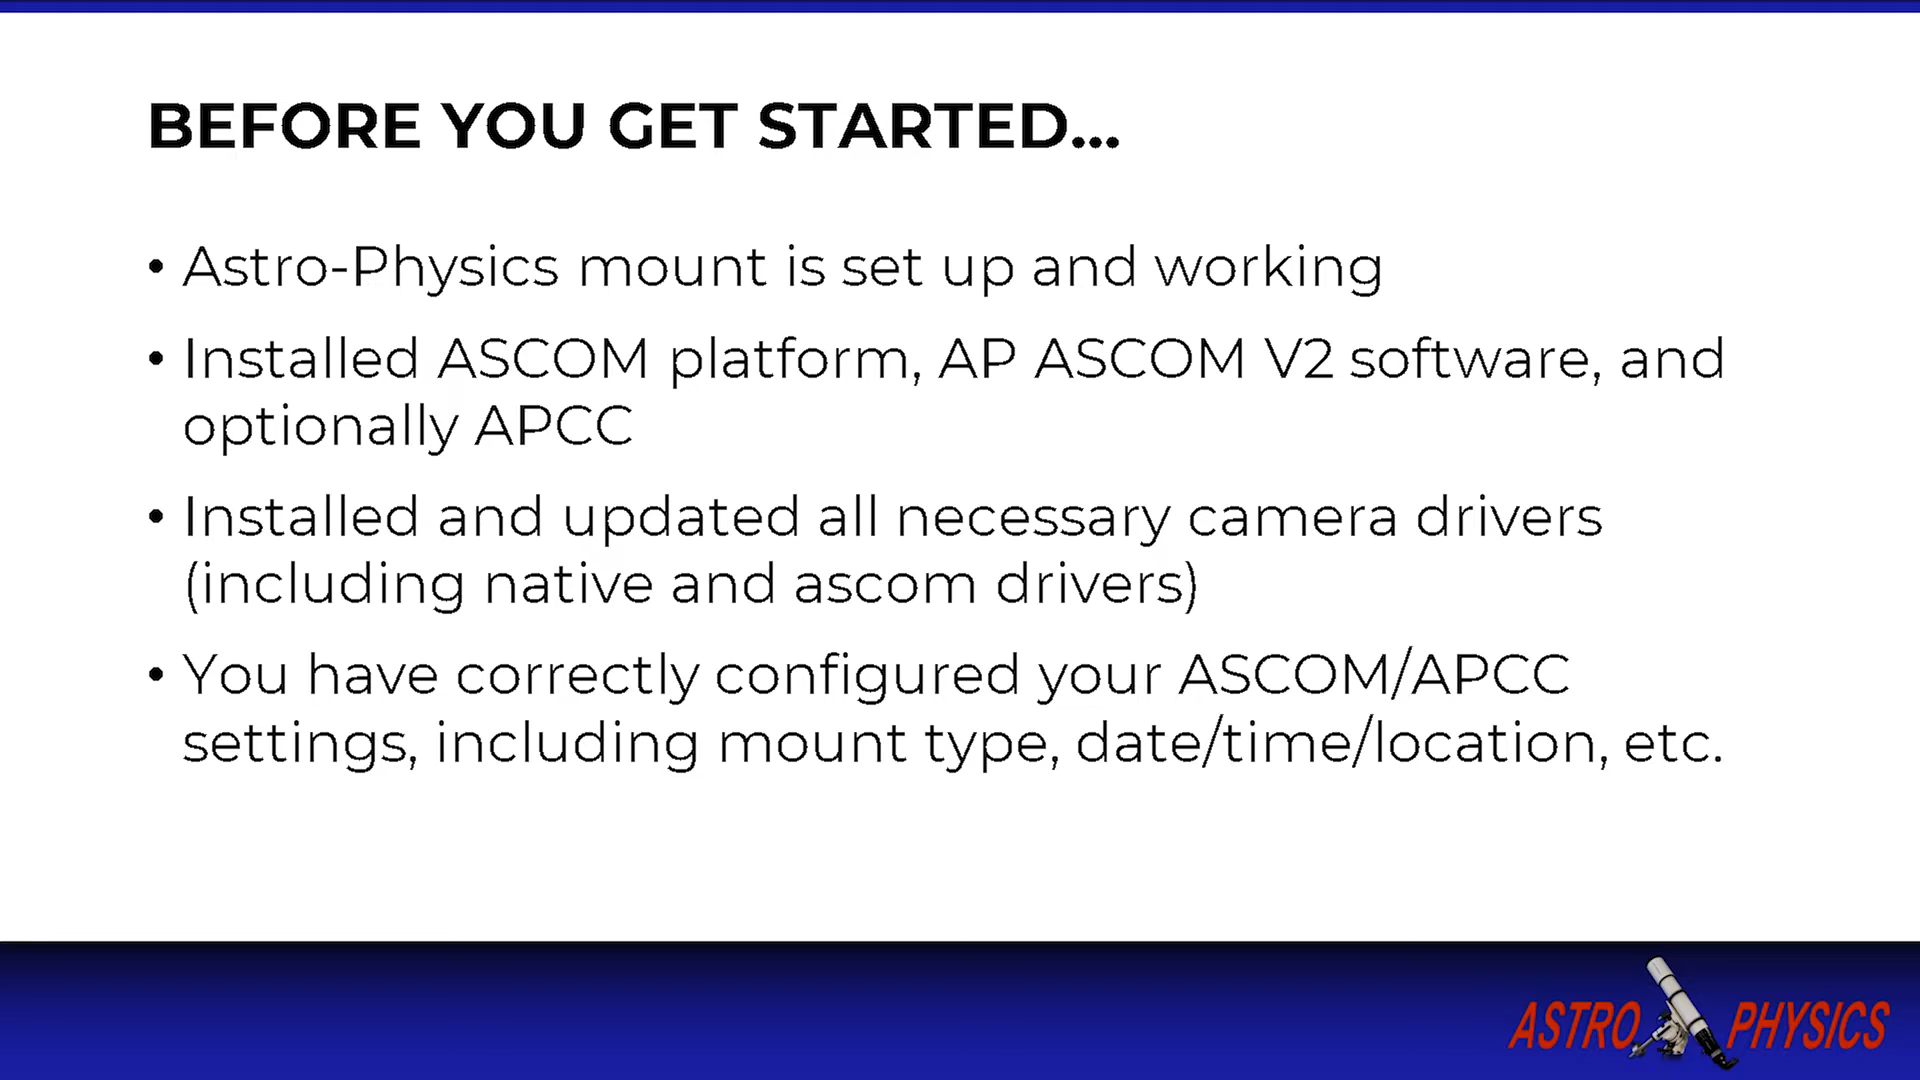 BEFORE YOU GET STARTED...
• Astro-Physics mount is set up and working
• Installed ASCOM platform, AP ASCOM V2 software, and
optionally APCC
• Installed and updated all necessary camera drivers
(including native and ascom drivers)
• You have correctly configured your ASCOM/APCC
settings, including mount type, date/time/location, etc.
ASTRO PHYSICS